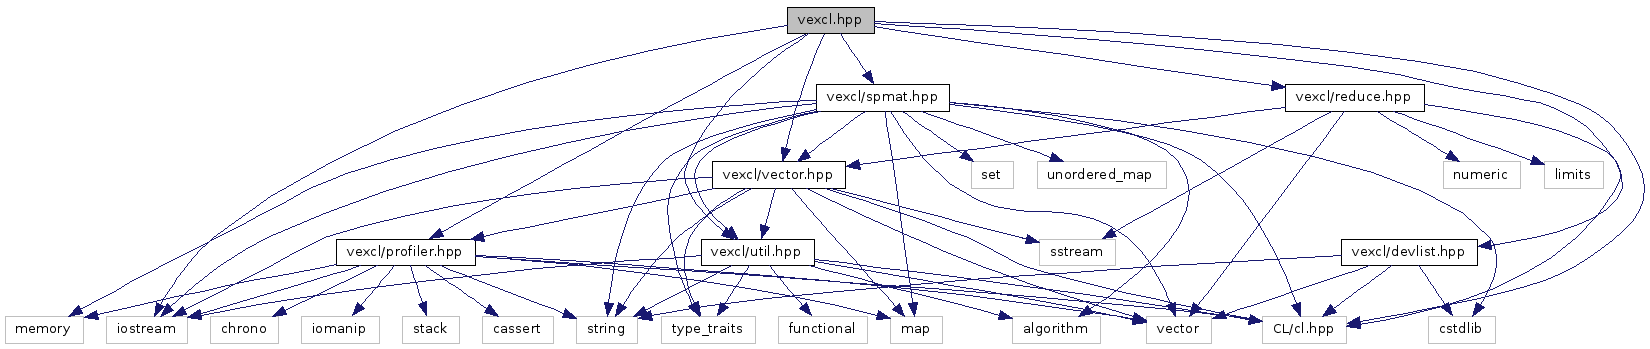 vexcl.hpp
vexcl/spmat.hpp
vexcl/reduce.hpp
vexcl/vector.hpp
set
unordered_map
numeric
limits
vexcl/profiler.hpp
vexcl/util.hpp
sstream
vexcl/devlist.hpp
memory
iostream
chrono
iomanip
stack
cassert
string
type_traits
functional
map
algorithm
vector
CL/cl.hpp
cstdlib